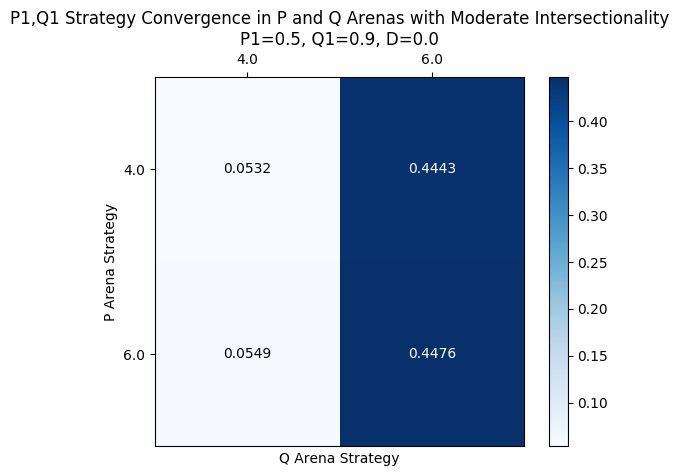 P1,Q1 Strategy Convergence in P and Q Arenas with Moderate Intersectionality
P1=0.5, Q1=0.9, D=0.0
4.0 6.0
4.0 0.0532 0.4443
6.0 0.0549 0.4476
P Arena Strategy
Q Arena Strategy
0.40
0.35
0.30
0.25
0.20
0.15
0.10